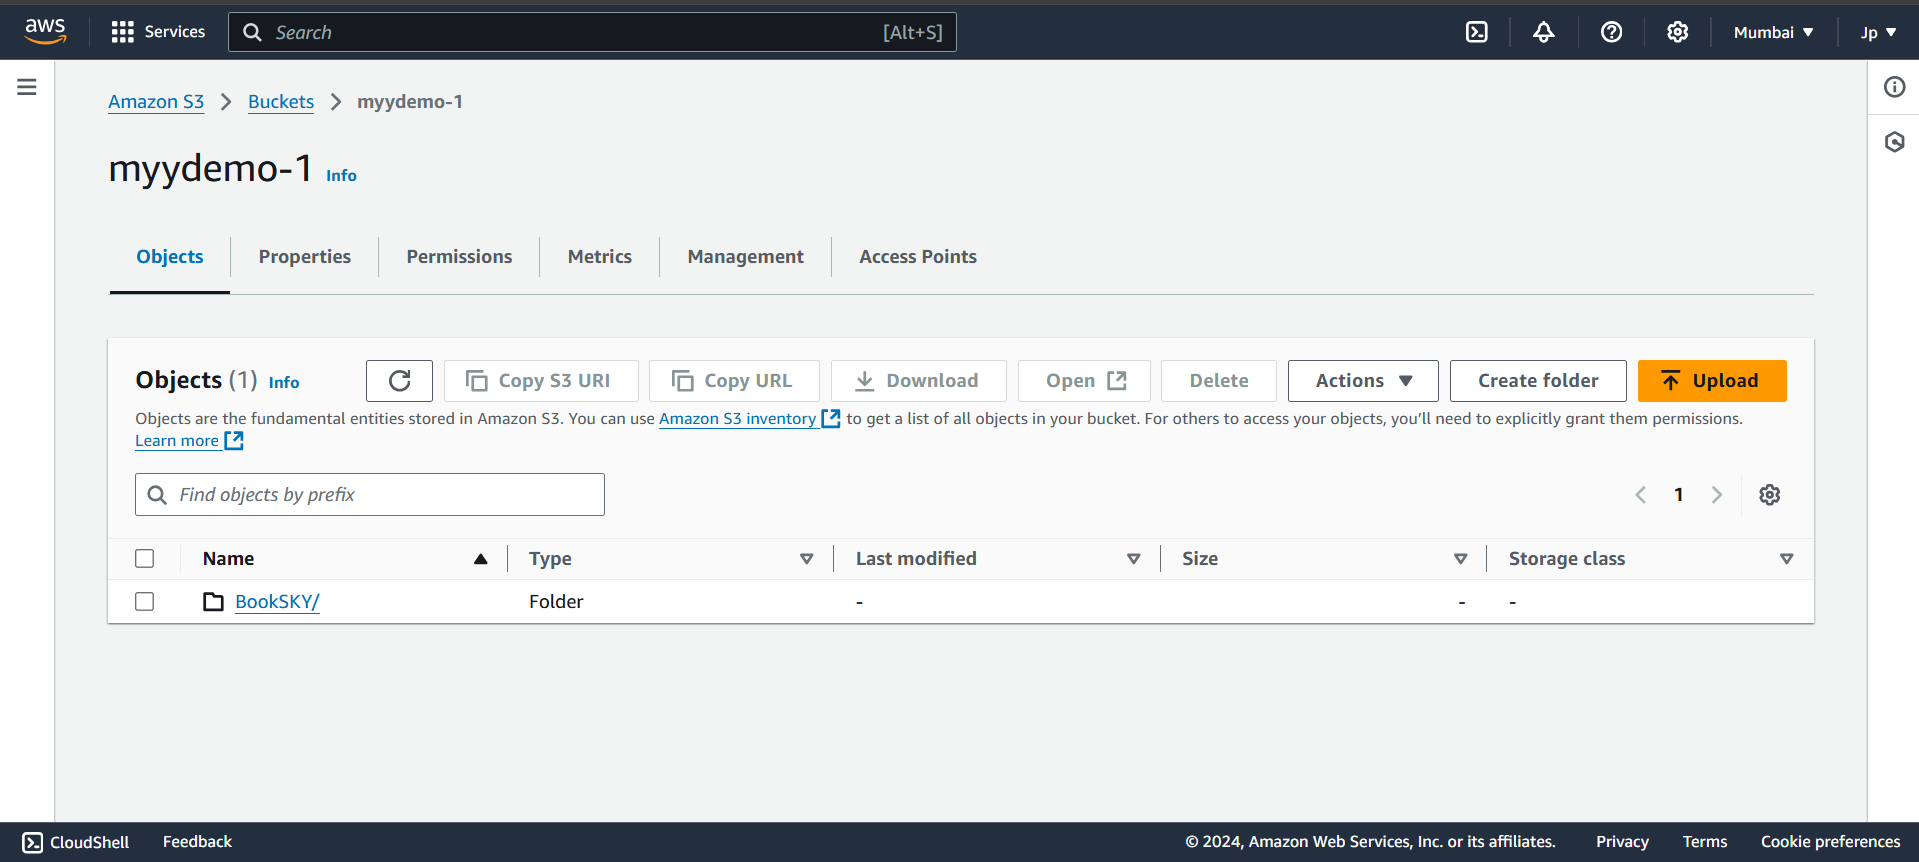 aws Services Search [Alt+S] Mumbai Jp
Amazon S3 Buckets myydemo-1
myydemo-1 Info
Objects Properties Permissions Metrics Management Access Points
Objects (1) Info Copy S3 URI Copy URL Download Open Delete Actions Create folder Upload
Objects are the fundamental entities stored in Amazon S3. You can use Amazon S3 inventory to get a list of all objects in your bucket. For others to access your objects, you’ll need to explicitly grant them permissions.
Learn more
Find objects by prefix 1
Name Type Last modified Size Storage class
BookSKY/ Folder - - -
CloudShell Feedback © 2024, Amazon Web Services, Inc. or its affiliates. Privacy Terms Cookie preferences